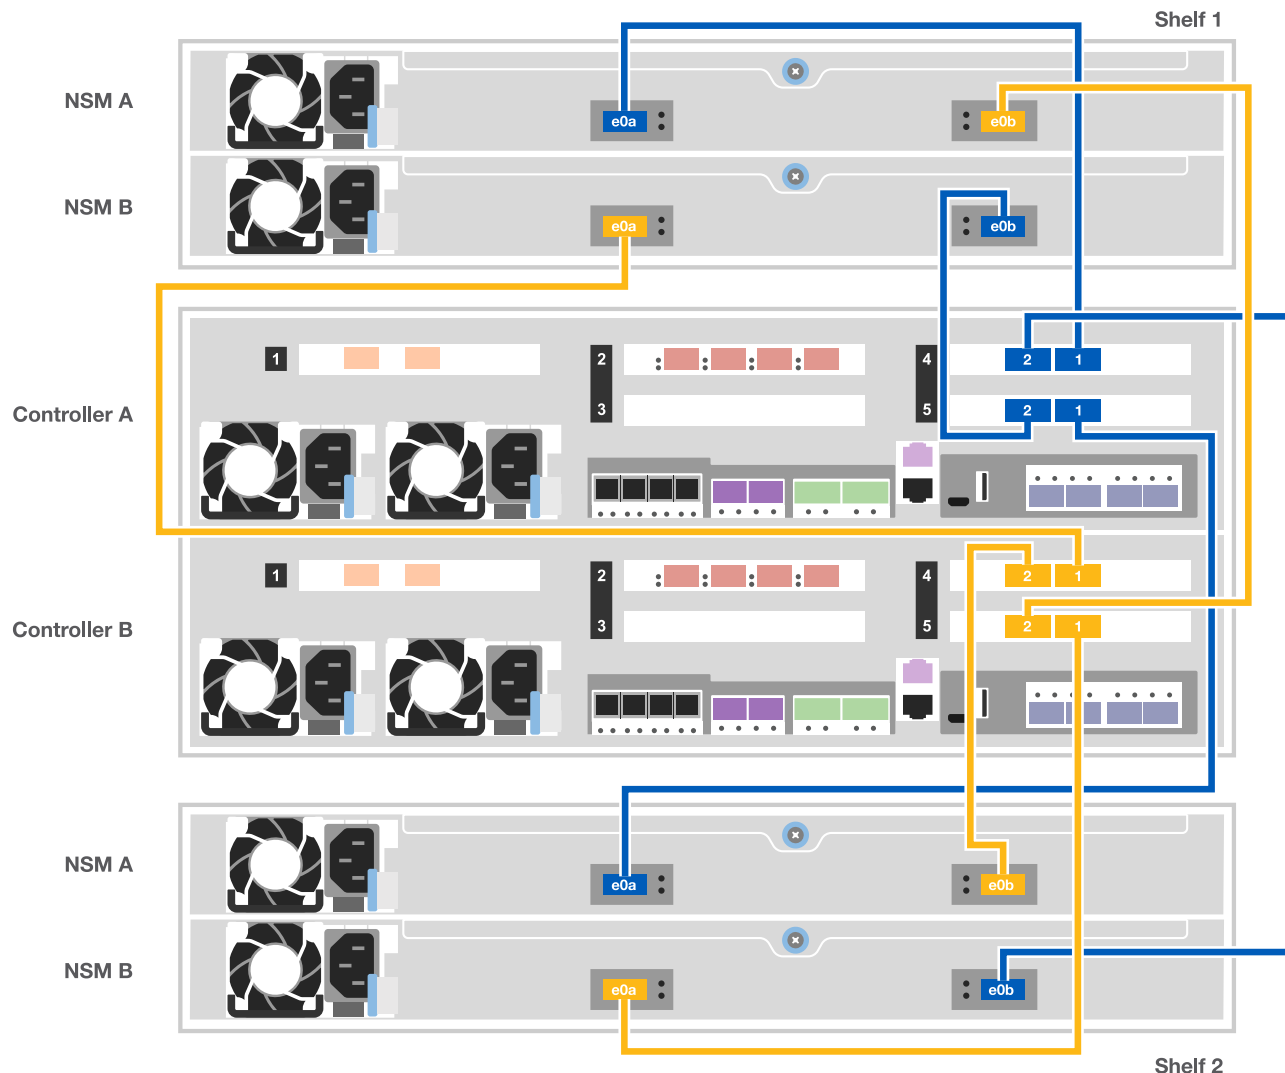 Shelf 1
NSM A
e0a
e0b
NSM B
e0a
e0b
1
2
4
2 1
Controller A
3
5
2 1
1
2
4
2 1
Controller B
3
5
2 1
NSM A
e0a
e0b
NSM B
e0a
e0b
Shelf 2